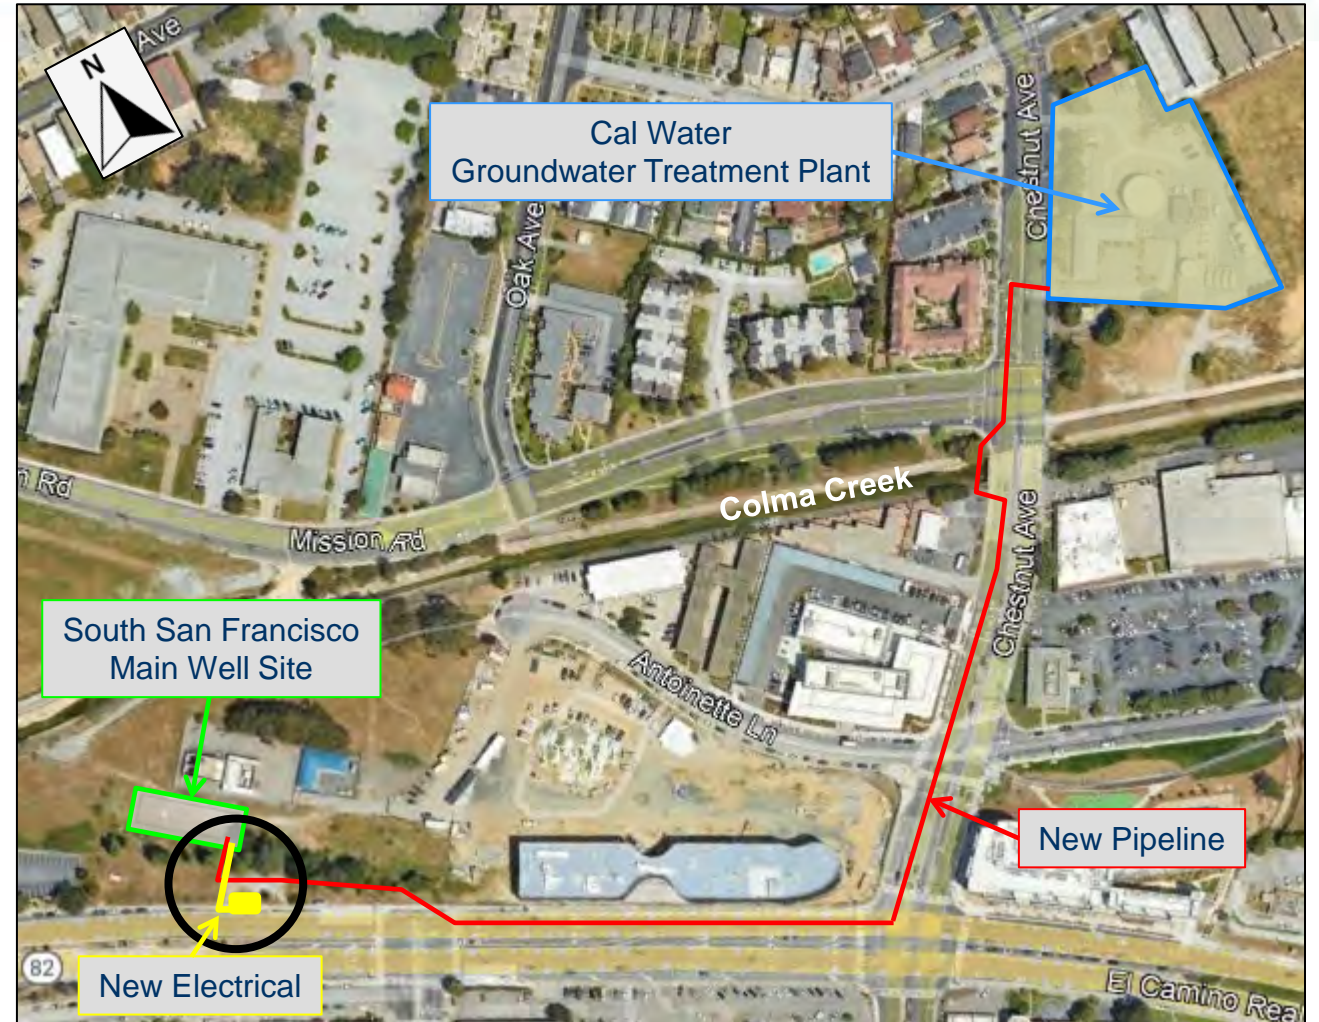 Ave
N
Cal Water
Groundwater Treatment Plant
Chestnut Ave
Oak Ave
Colma Creek
n Rd
Mission Rd
Chestnut Ave
South San Francisco
Main Well Site
Antoinette Ln
New Pipeline
82
New Electrical
El Camino Rea